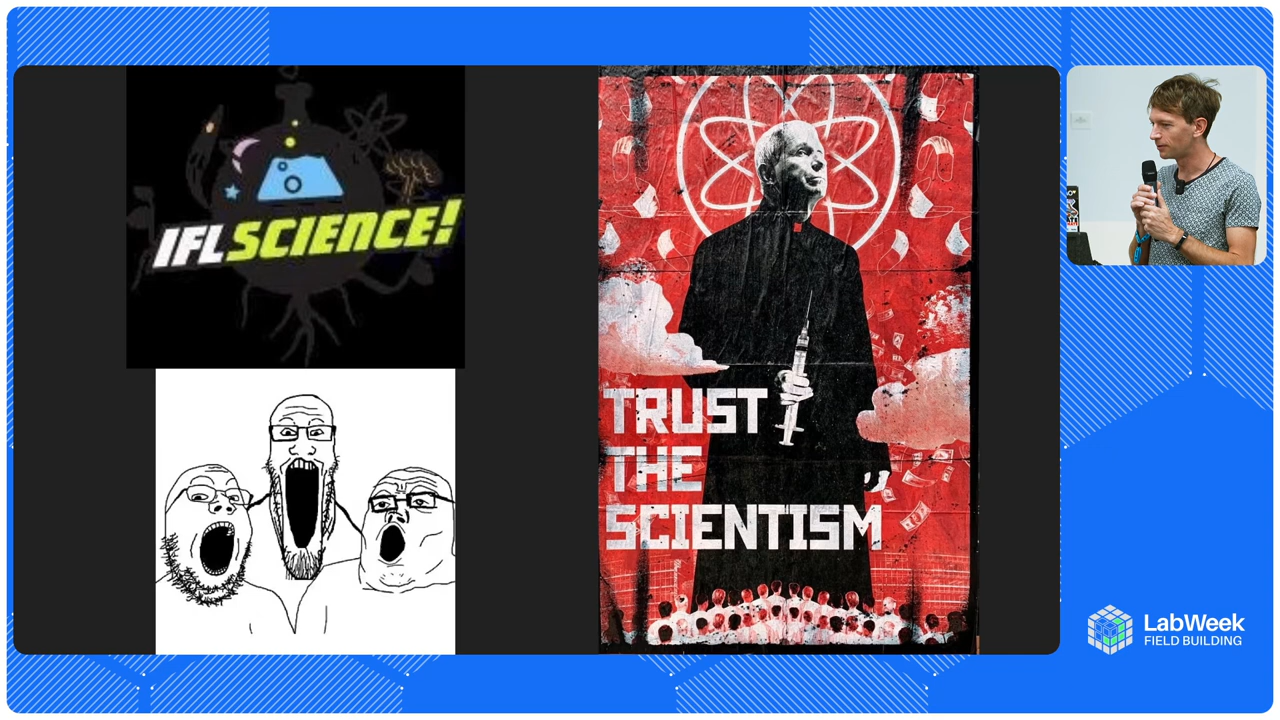 IFLSCIENCE!
TRUST
THE
SCIENTISM
LabWeek
FIELD BUILDING